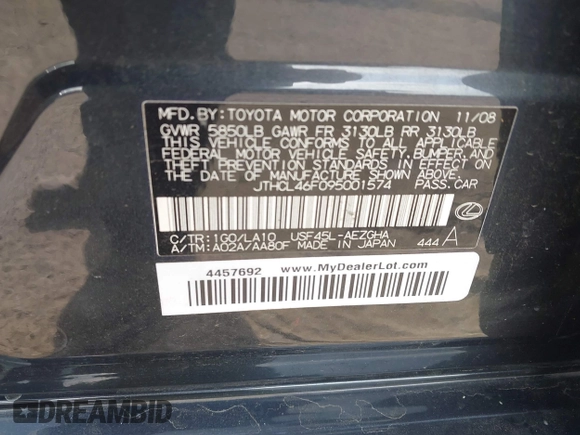 MFD.BY:TOYOTA MOTOR CORPORATION 11/08
GVWR 5850LB GAWR FR 3130LB RR 3130LB
THIS VEHICLE CONFORMS TO ALL APPLICABLE
FEDERAL MOTOR VEHICLE SAFETY, BUMPER, AND
THEFT PREVENTION STANDARDS IN EFFECT ON
THE DATE OF MANUFACTURE SHOWN ABOVE.
JTHCL46F095001574 PASS.CAR
C/TR:1G0/LA10 USF45L-AEZGHA
A/TM:A02A/AA80F MADE IN JAPAN 444 A
4457692 www.MyDealerLot.com
DREAMBID